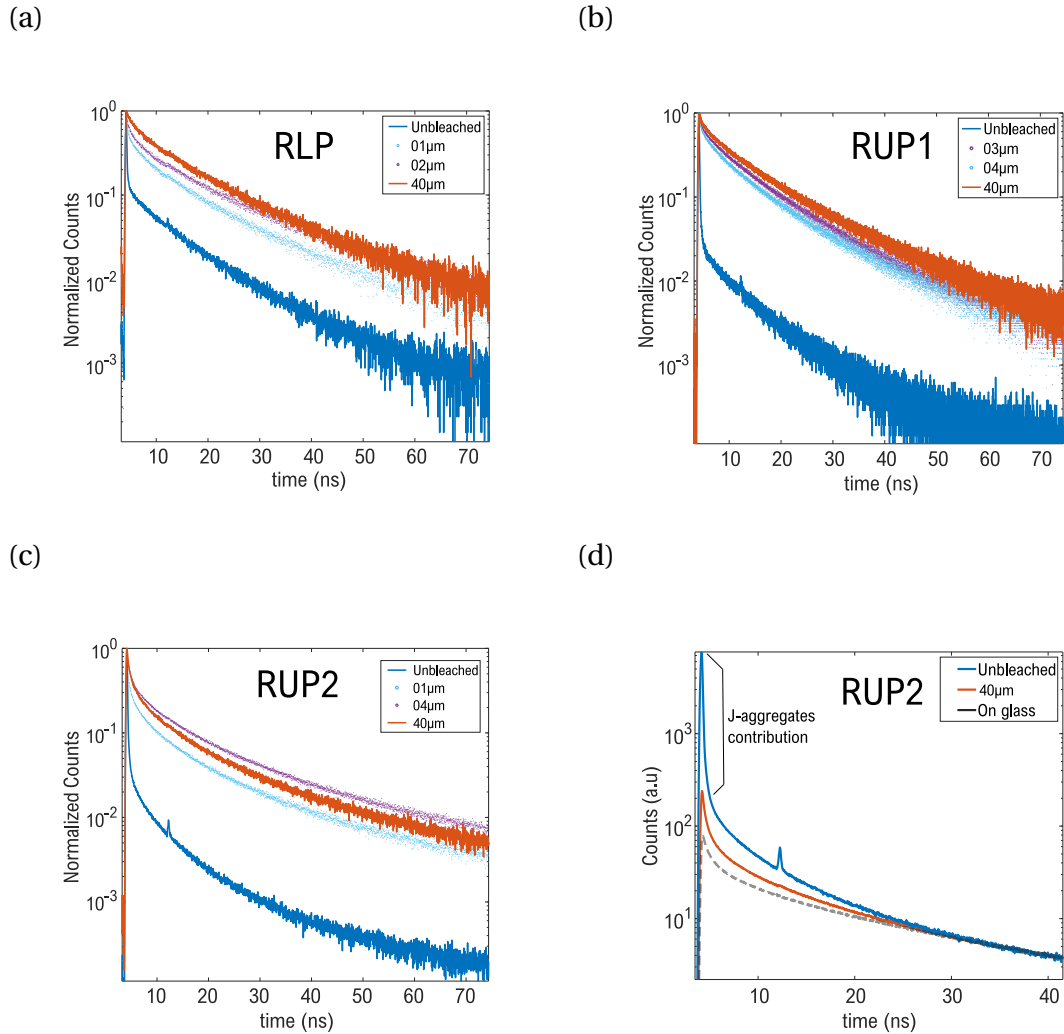 (a)
RLP
Unbleached
01μm
02μm
40μm
10^0
10^-1
10^-2
10^-3
Normalized Counts
10 20 30 40 50 60 70
time (ns)
(b)
RUP1
Unbleached
03μm
04μm
40μm
10^0
10^-1
10^-2
10^-3
Normalized Counts
10 20 30 40 50 60 70
time (ns)
(c)
RUP2
Unbleached
01μm
04μm
40μm
10^0
10^-1
10^-2
10^-3
Normalized Counts
10 20 30 40 50 60 70
time (ns)
(d)
RUP2
Unbleached
40μm
On glass
J-aggregates
contribution
10^3
10^2
10^1
Counts (a.u)
10 20 30 40
time (ns)